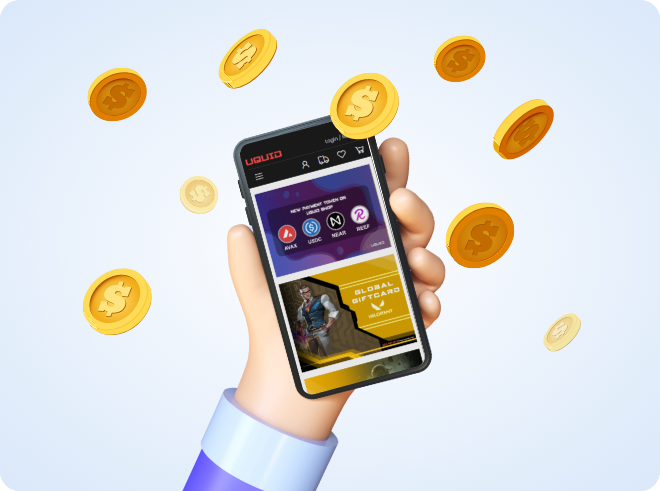 Login /
UQUID
NEW PAYMENT TOKEN ON
UQUID SHOP
AVAX
USDC
NEAR
REEF
UQUID
GLOBAL
GIFTCARD
VALORANT